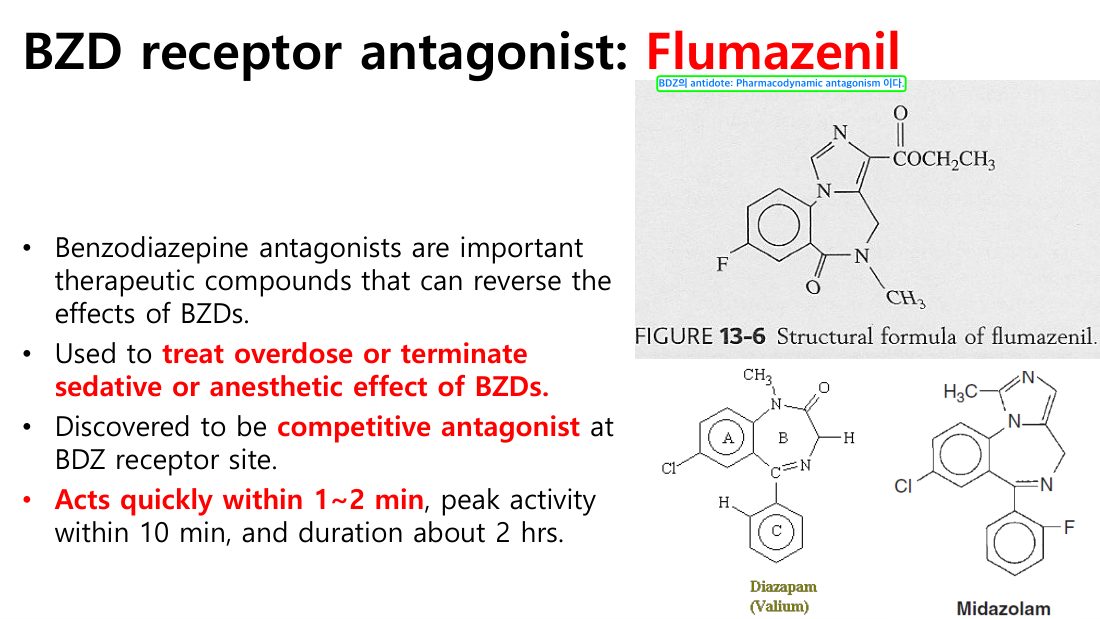 BZD receptor antagonist: Flumazenil
BDZ의 antidote: Pharmacodynamic antagonism 이다.
• Benzodiazepine antagonists are important
therapeutic compounds that can reverse the
effects of BZDs.
• Used to treat overdose or terminate
sedative or anesthetic effect of BZDs.
• Discovered to be competitive antagonist at
BDZ receptor site.
• Acts quickly within 1~2 min, peak activity
within 10 min, and duration about 2 hrs.
O
N
COCH₂CH₃
N
N
F
O
CH₃
FIGURE 13-6 Structural formula of flumazenil.
CH₃
O
N
A
B
H
Cl
C
N
H
C
Diazapam
(Valium)
N
H₃C
N
Cl
N
F
Midazolam